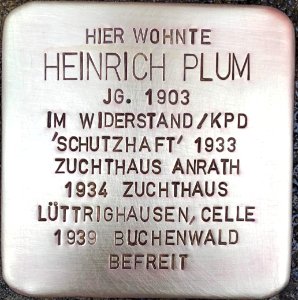 HIER WOHNTE
HEINRICH PLUM
JG. 1903
IM WIDERSTAND/KPD
'SCHUTZHAFT' 1933
ZUCHTHAUS ANRATH
1934 ZUCHTHAUS
LÜTTRIGHAUSEN, CELLE
1939 BUCHENWALD
BEFREIT